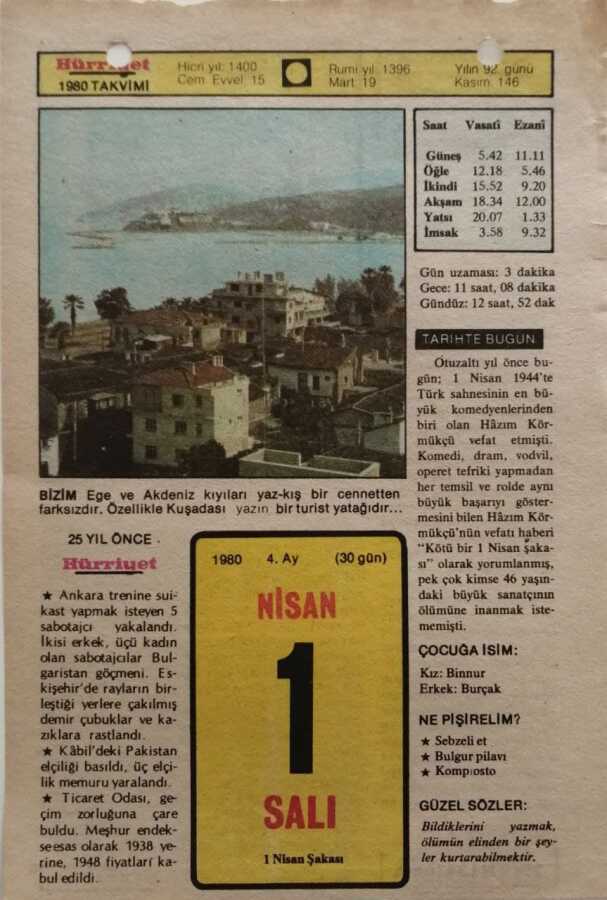 Hürriyet
1980 TAKVİMİ
Hicri yıl: 1400
Cem. Evvel. 15
Rumi yıl 1396
Mart. 19
Yılın 92. günü
Kasım. 146
Saat Vasatî Ezanî
Güneş 5.42 11.11
Öğle 12.18 5.46
İkindi 15.52 9.20
Akşam 18.34 12.00
Yatsı 20.07 1.33
İmsak 3.58 9.32
Gün uzaması: 3 dakika
Gece: 11 saat, 08 dakika
Gündüz: 12 saat, 52 dak
BİZİM Ege ve Akdeniz kıyıları yaz-kış bir cennetten
farksızdır. Özellikle Kuşadası yazın bir turist yatağıdır...
25 YIL ÖNCE
Hürriyet
★ Ankara trenine sui-
kast yapmak isteyen 5
sabotajcı yakalandı.
İkisi erkek, üçü kadın
olan sabotajcılar Bul-
garistan göçmeni. Es-
kişehir'de rayların bir-
leştiği yerlere çakılmış
demir çubuklar ve ka-
zıklara rastlandı.
★ Kâbil'deki Pakistan
elçiliği basıldı, üç elçi-
lik memuru yaralandı.
★ Ticaret Odası, ge-
çim zorluğuna çare
buldu. Meşhur endek-
se esas olarak 1938 ye-
rine, 1948 fiyatları ka-
bul edildi.
1980 4. Ay (30 gün)
NİSAN
1
SALI
1 Nisan Şakası
TARİHTE BUGÜN
Otuzaltı yıl önce bu-
gün; 1 Nisan 1944'te
Türk sahnesinin en bü-
yük komedyenlerinden
biri olan Hâzım Kör-
mükçü vefat etmişti.
Komedi, dram, vodvil,
operet tefriki yapmadan
her temsil ve rolde aynı
büyük başarıyı göster-
mesini bilen Hâzım Kör-
mükçü'nün vefatı haberi
“Kötü bir 1 Nisan şaka-
sı” olarak yorumlanmış,
pek çok kimse 46 yaşın-
daki büyük sanatçının
ölümüne inanmak iste-
memişti.
ÇOCUĞA İSİM:
Kız: Binnur
Erkek: Burçak
NE PİŞİRELİM?
★ Sebzeli et
★ Bulgur pilavı
★ Komposto
GÜZEL SÖZLER:
Bildiklerini yazmak,
ölümün elinden bir şey-
ler kurtarabilmektir.